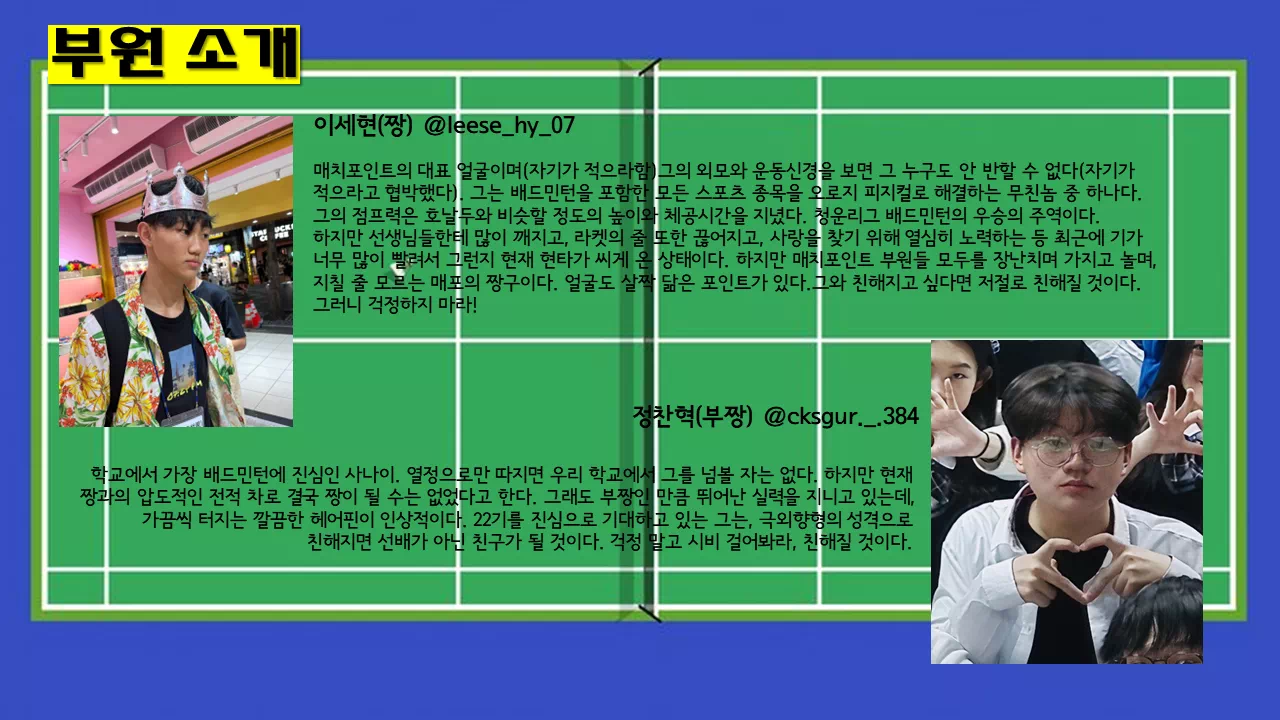 부원 소개
이세현(짱) @leese_hy_07
매치포인트의 대표 얼굴이며(자기가 적으라함)그의 외모와 운동신경을 보면 그 누구도 안 반할 수 없다(자기가
적으라고 협박했다). 그는 배드민턴을 포함한 모든 스포츠 종목을 오로지 피지컬로 해결하는 무친놈 중 하나다.
그의 점프력은 호날두와 비슷할 정도의 높이와 체공시간을 지녔다. 청운리그 배드민턴의 우승의 주역이다.
하지만 선생님들한테 많이 깨지고, 라켓의 줄 또한 끊어지고, 사랑을 찾기 위해 열심히 노력하는 등 최근에 기가
너무 많이 빨려서 그런지 현재 현타가 씨게 온 상태이다. 하지만 매치포인트 부원들 모두를 장난치며 가지고 놀며,
지칠 줄 모르는 매포의 짱구이다. 얼굴도 살짝 닮은 포인트가 있다.그와 친해지고 싶다면 저절로 친해질 것이다.
그러니 걱정하지 마라!
정찬혁(부짱) @cksgur._.384
학교에서 가장 배드민턴에 진심인 사나이. 열정으로만 따지면 우리 학교에서 그를 넘볼 자는 없다. 하지만 현재
짱과의 압도적인 전적 차로 결국 짱이 될 수는 없었다고 한다. 그래도 부짱인 만큼 뛰어난 실력을 지니고 있는데,
가끔씩 터지는 깔끔한 헤어핀이 인상적이다. 22기를 진심으로 기대하고 있는 그는, 극외향형의 성격으로
친해지면 선배가 아닌 친구가 될 것이다. 걱정 말고 시비 걸어봐라, 친해질 것이다.